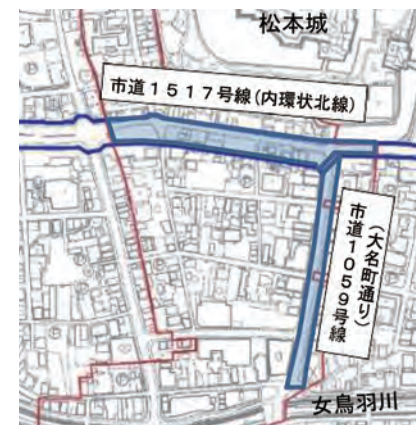 松本城
市道１５１７号線（内環状北線）
（大名町通り）
市道１０５９号線
女鳥羽川